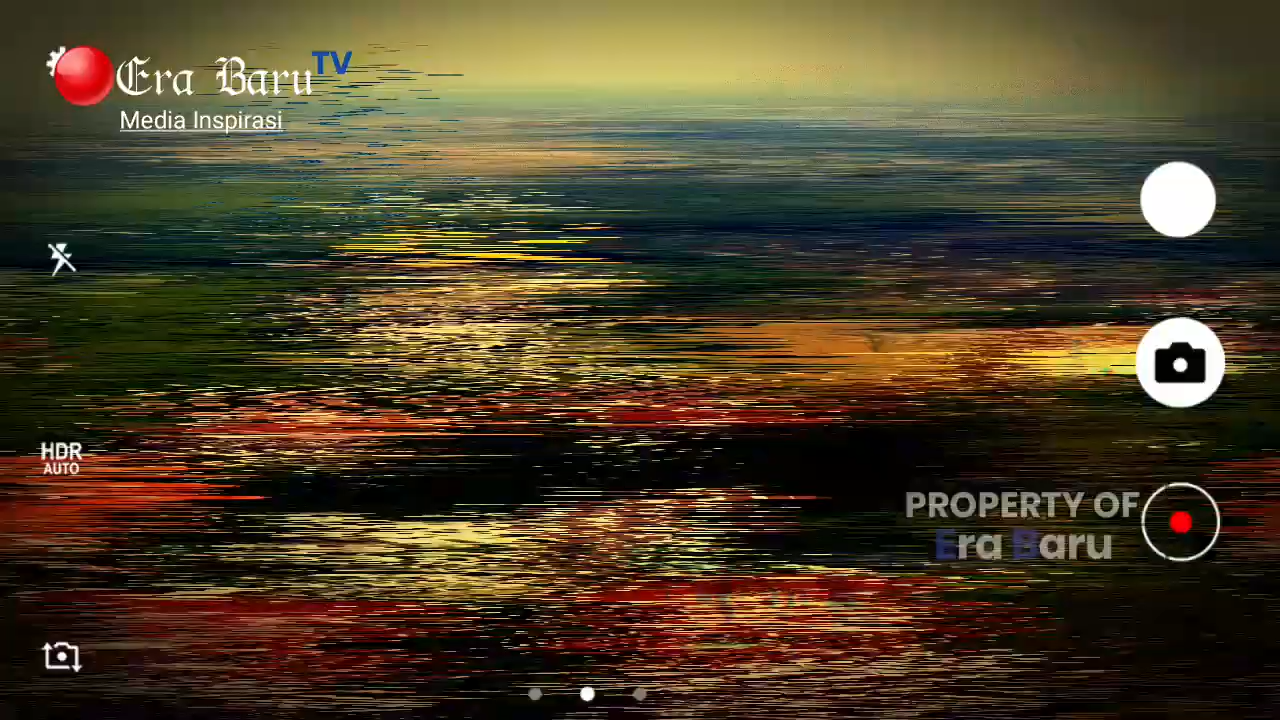 Era Baru TV
Media Inspirasi
HDR
AUTO
PROPERTY OF
Era Baru